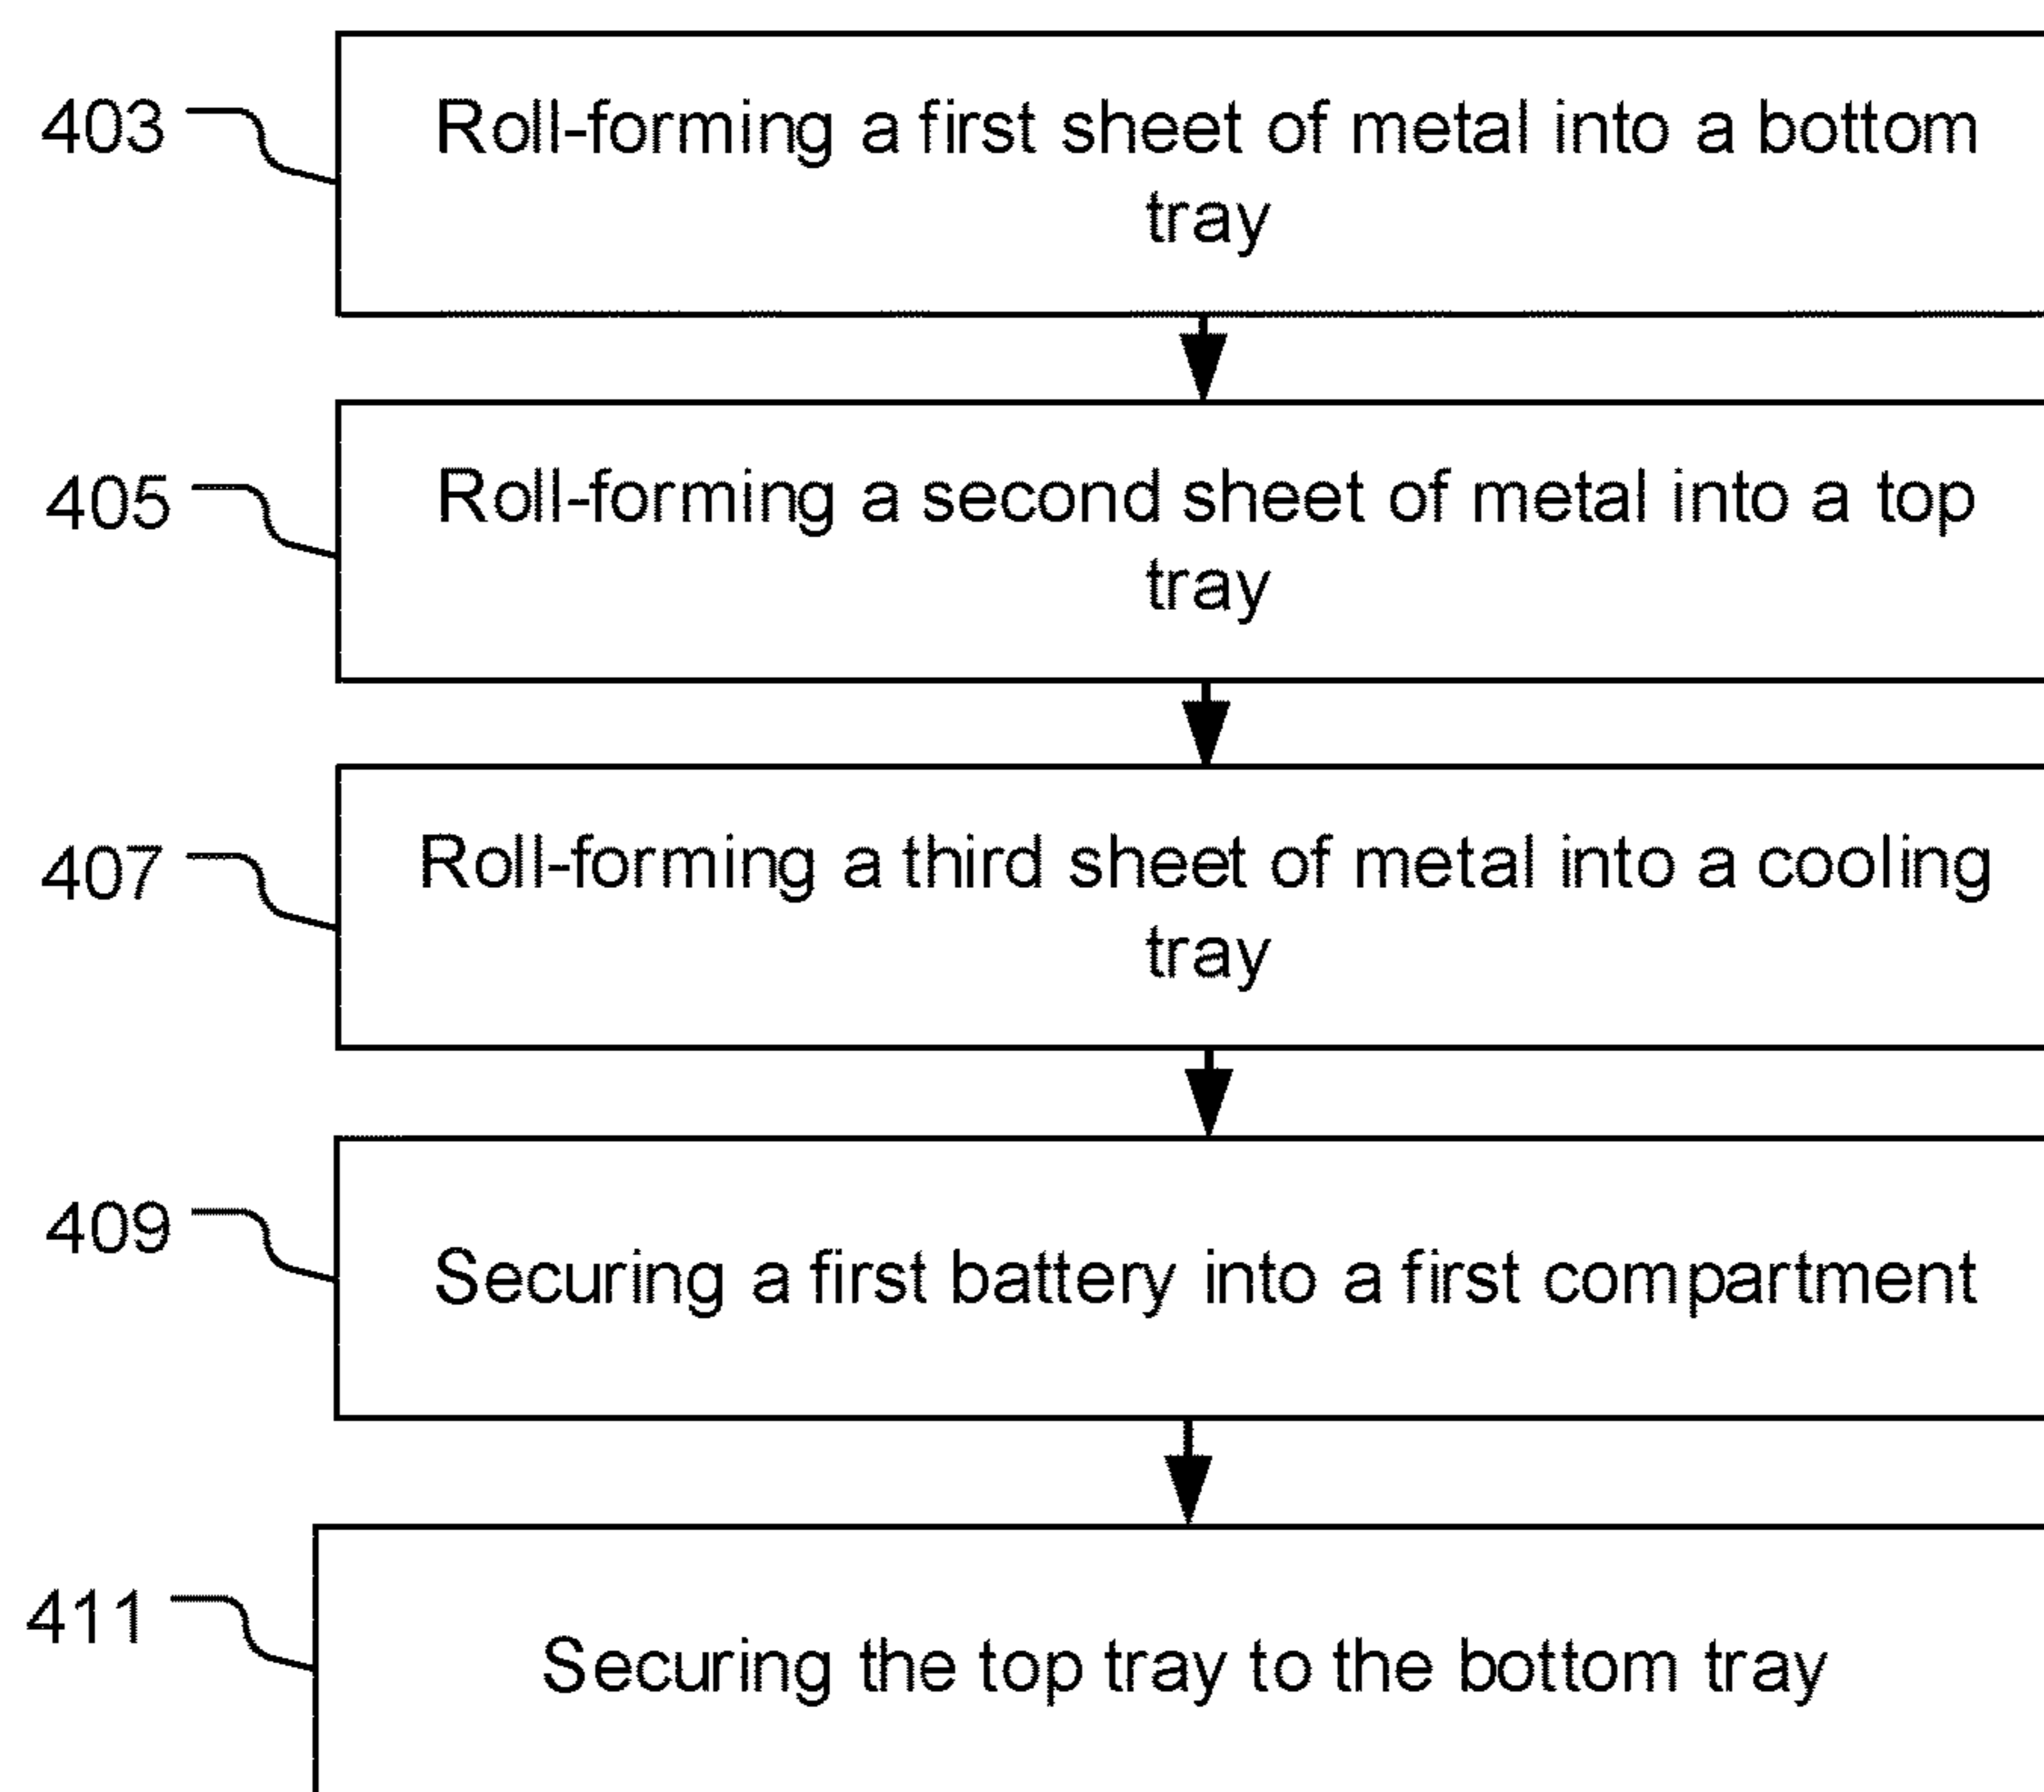 403
Roll-forming a first sheet of metal into a bottom
tray
405
Roll-forming a second sheet of metal into a top
tray
407
Roll-forming a third sheet of metal into a cooling
tray
409
Securing a first battery into a first compartment
411
Securing the top tray to the bottom tray